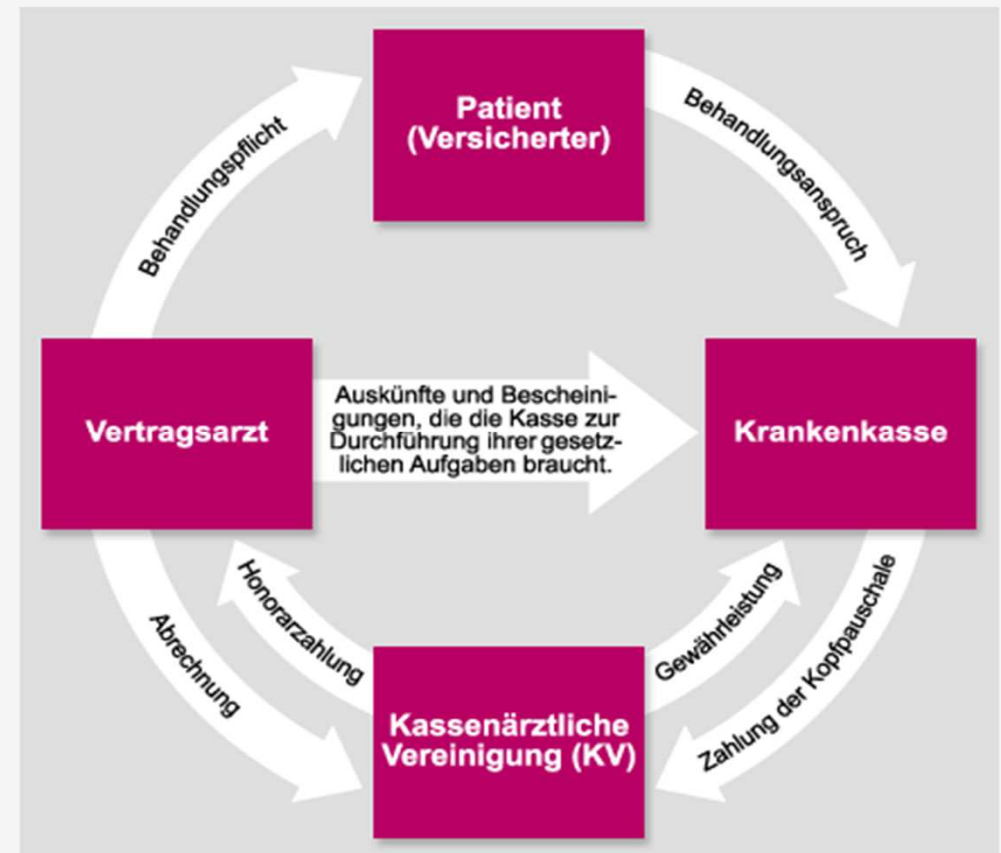 Patient
(Versicherter)
Behandlungspflicht
Behandlungsanspruch
Vertragsarzt
Auskünfte und Bescheini-
gungen, die die Kasse zur
Durchführung ihrer gesetz-
lichen Aufgaben braucht.
Krankenkasse
Abrechnung
Honorarzahlung
Gewährleistung
Zahlung der Kopfpauschale
Kassenärztliche
Vereinigung (KV)